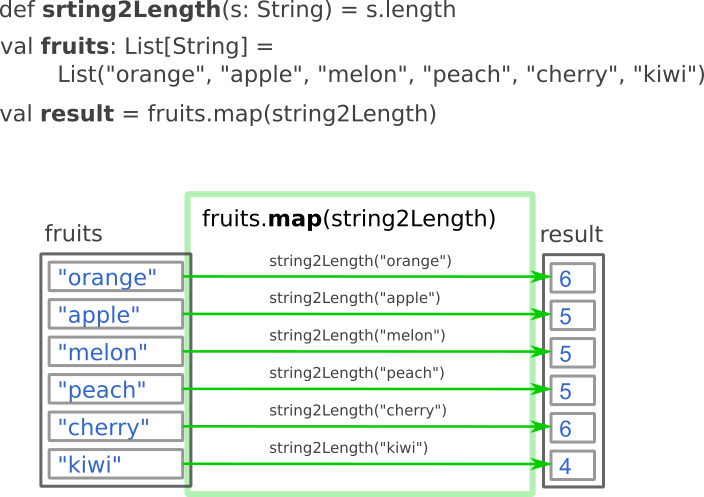 def srting2Length(s: String) = s.length
val fruits: List[String] =
List("orange", "apple", "melon", "peach", "cherry", "kiwi")
val result = fruits.map(string2Length)
fruits.map(string2Length)
fruits
result
string2Length("orange")
"orange"
6
string2Length("apple")
"apple"
5
string2Length("melon")
"melon"
5
string2Length("peach")
"peach"
5
string2Length("cherry")
"cherry"
6
string2Length("kiwi")
"kiwi"
4